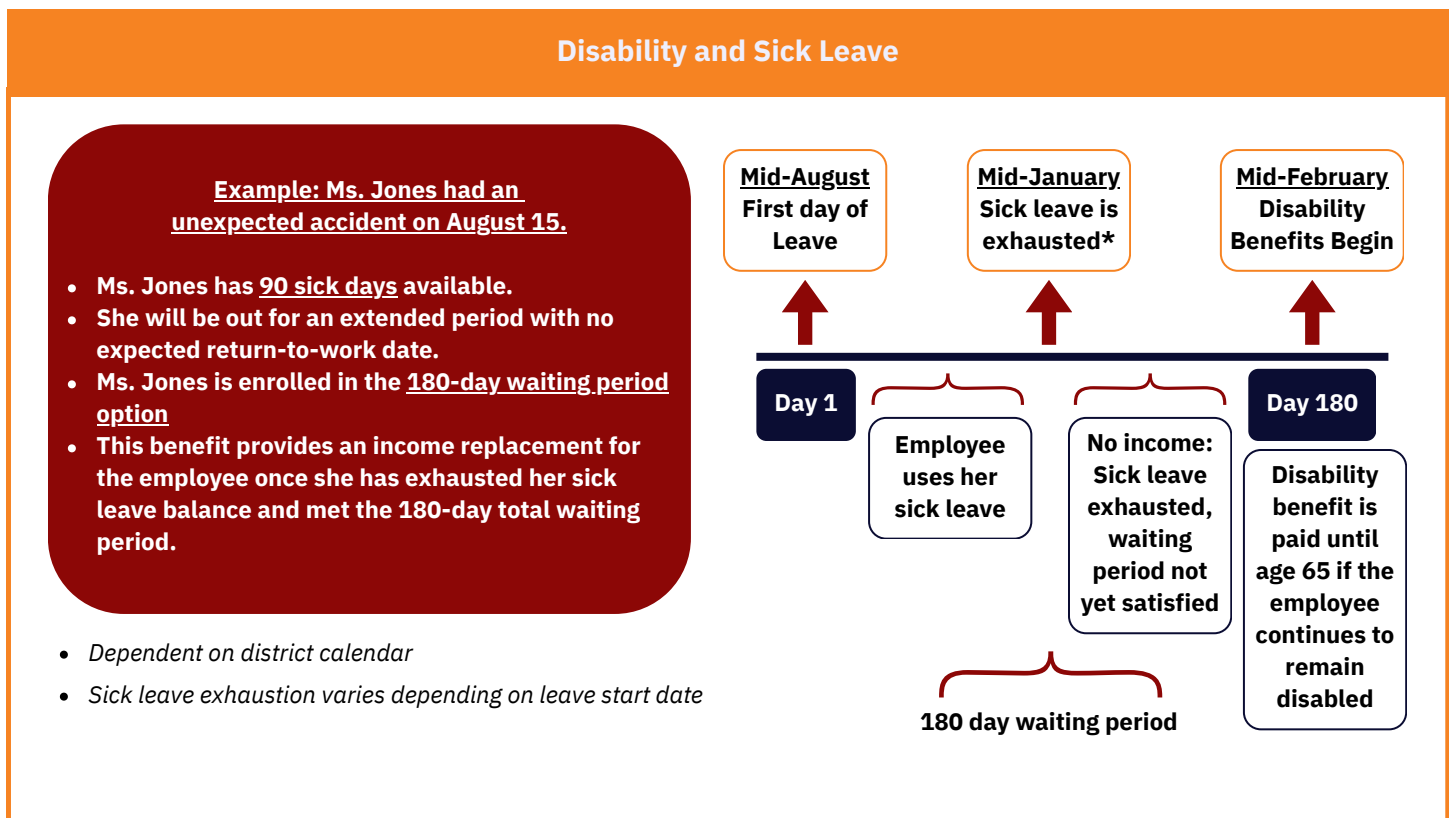 Disability and Sick Leave
Example: Ms. Jones had an
unexpected accident on August 15.
• Ms. Jones has 90 sick days available.
• She will be out for an extended period with no
expected return-to-work date.
• Ms. Jones is enrolled in the 180-day waiting period
option
• This benefit provides an income replacement for
the employee once she has exhausted her sick
leave balance and met the 180-day total waiting
period.
• Dependent on district calendar
• Sick leave exhaustion varies depending on leave start date
Mid-August
First day of
Leave
Mid-January
Sick leave is
exhausted*
Mid-February
Disability
Benefits Begin
Day 1
Employee
uses her
sick leave
No income:
Sick leave
exhausted,
waiting
period not
yet satisfied
Day 180
Disability
benefit is
paid until
age 65 if the
employee
continues to
remain
disabled
180 day waiting period